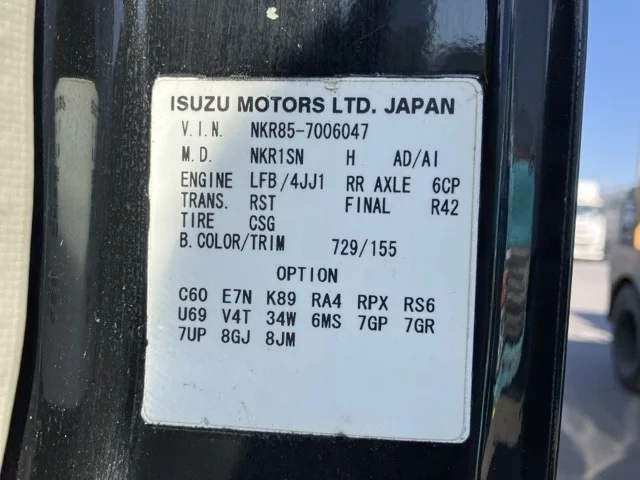 ISUZU MOTORS LTD. JAPAN
V.I.N. NKR85-7006047
M.D. NKR1SN H AD/AI
ENGINE LFB/4JJ1 RR AXLE 6CP
TRANS. RST FINAL R42
TIRE CSG
B.COLOR/TRIM 729/155
OPTION
C60 E7N K89 RA4 RPX RS6
U69 V4T 34W 6MS 7GP 7GR
7UP 8GJ 8JM